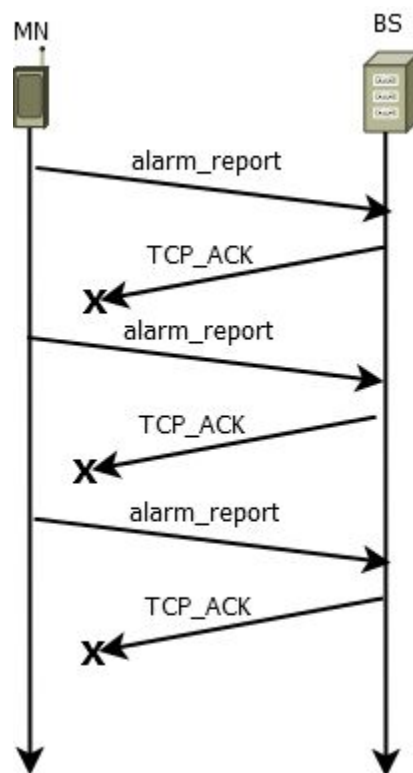 MN
BS
alarm_report
TCP_ACK
X
alarm_report
TCP_ACK
X
alarm_report
TCP_ACK
X